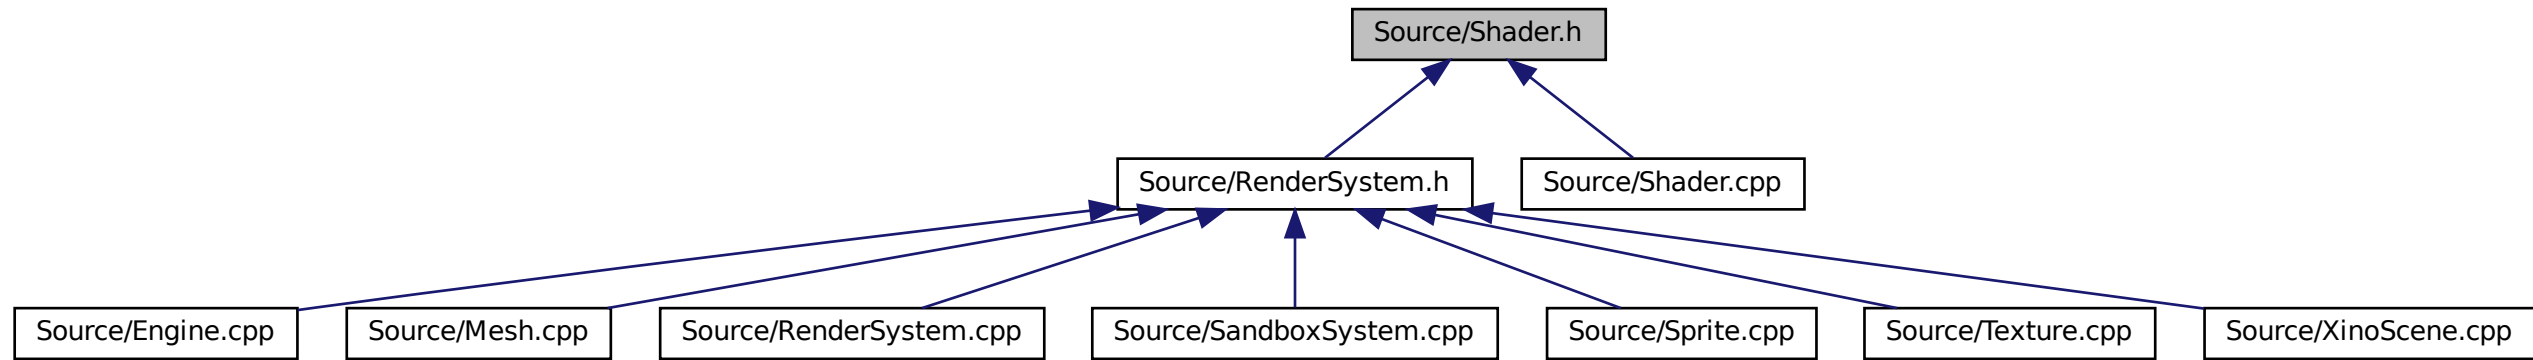 Source/Shader.h
Source/RenderSystem.h
Source/Shader.cpp
Source/Engine.cpp
Source/Mesh.cpp
Source/RenderSystem.cpp
Source/SandboxSystem.cpp
Source/Sprite.cpp
Source/Texture.cpp
Source/XinoScene.cpp